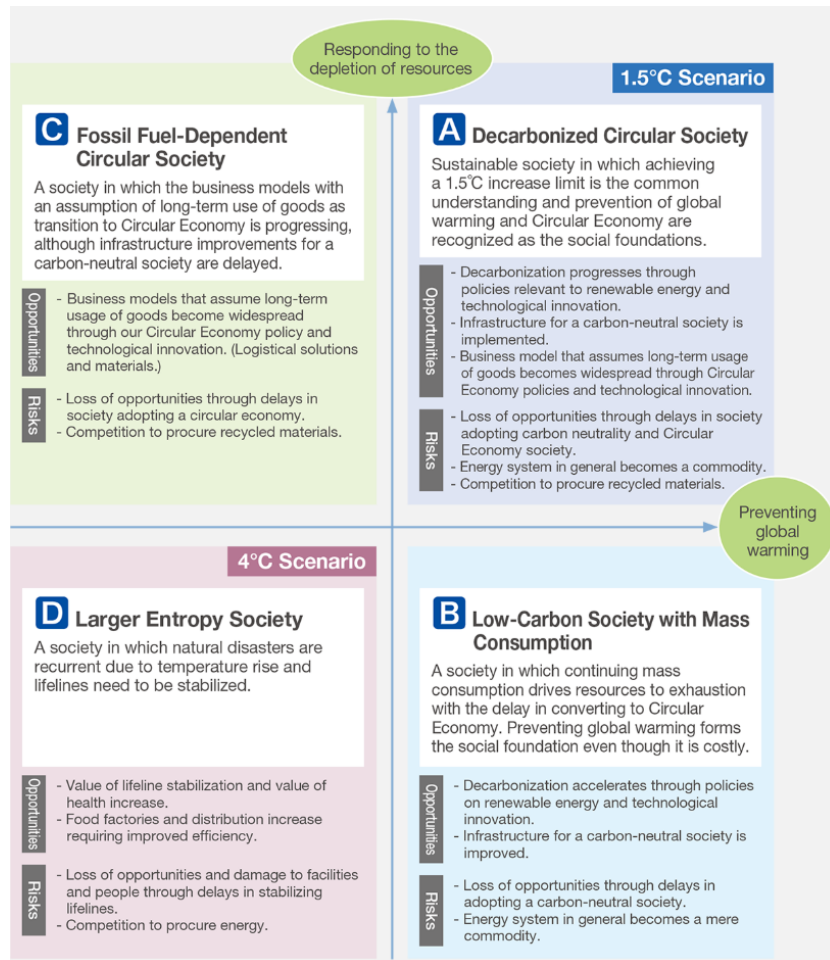 Responding to the
depletion of resources
1.5°C Scenario
C Fossil Fuel-Dependent
Circular Society
A society in which the business models with
an assumption of long-term use of goods as
transition to Circular Economy is progressing,
although infrastructure improvements for a
carbon-neutral society are delayed.
Opportunities
- Business models that assume long-term
usage of goods become widespread
through our Circular Economy policy and
technological innovation. (Logistical solutions
and materials.)
Risks
- Loss of opportunities through delays in
society adopting a circular economy.
- Competition to procure recycled materials.
A Decarbonized Circular Society
Sustainable society in which achieving
a 1.5°C increase limit is the common
understanding and prevention of global
warming and Circular Economy are
recognized as the social foundations.
Opportunities
- Decarbonization progresses through
policies relevant to renewable energy and
technological innovation.
- Infrastructure for a carbon-neutral society is
implemented.
- Business model that assumes long-term usage
of goods becomes widespread through Circular
Economy policies and technological innovation.
Risks
- Loss of opportunities through delays in society
adopting carbon neutrality and Circular
Economy society.
- Energy system in general becomes a commodity.
- Competition to procure recycled materials.
Preventing
global
warming
4°C Scenario
D Larger Entropy Society
A society in which natural disasters are
recurrent due to temperature rise and
lifelines need to be stabilized.
Opportunities
- Value of lifeline stabilization and value of
health increase.
- Food factories and distribution increase
requiring improved efficiency.
Risks
- Loss of opportunities and damage to facilities
and people through delays in stabilizing
lifelines.
- Competition to procure energy.
B Low-Carbon Society with Mass
Consumption
A society in which continuing mass
consumption drives resources to exhaustion
with the delay in converting to Circular
Economy. Preventing global warming forms
the social foundation even though it is costly.
Opportunities
- Decarbonization accelerates through policies
on renewable energy and technological
innovation.
- Infrastructure for a carbon-neutral society is
improved.
Risks
- Loss of opportunities through delays in
adopting a carbon-neutral society.
- Energy system in general becomes a mere
commodity.